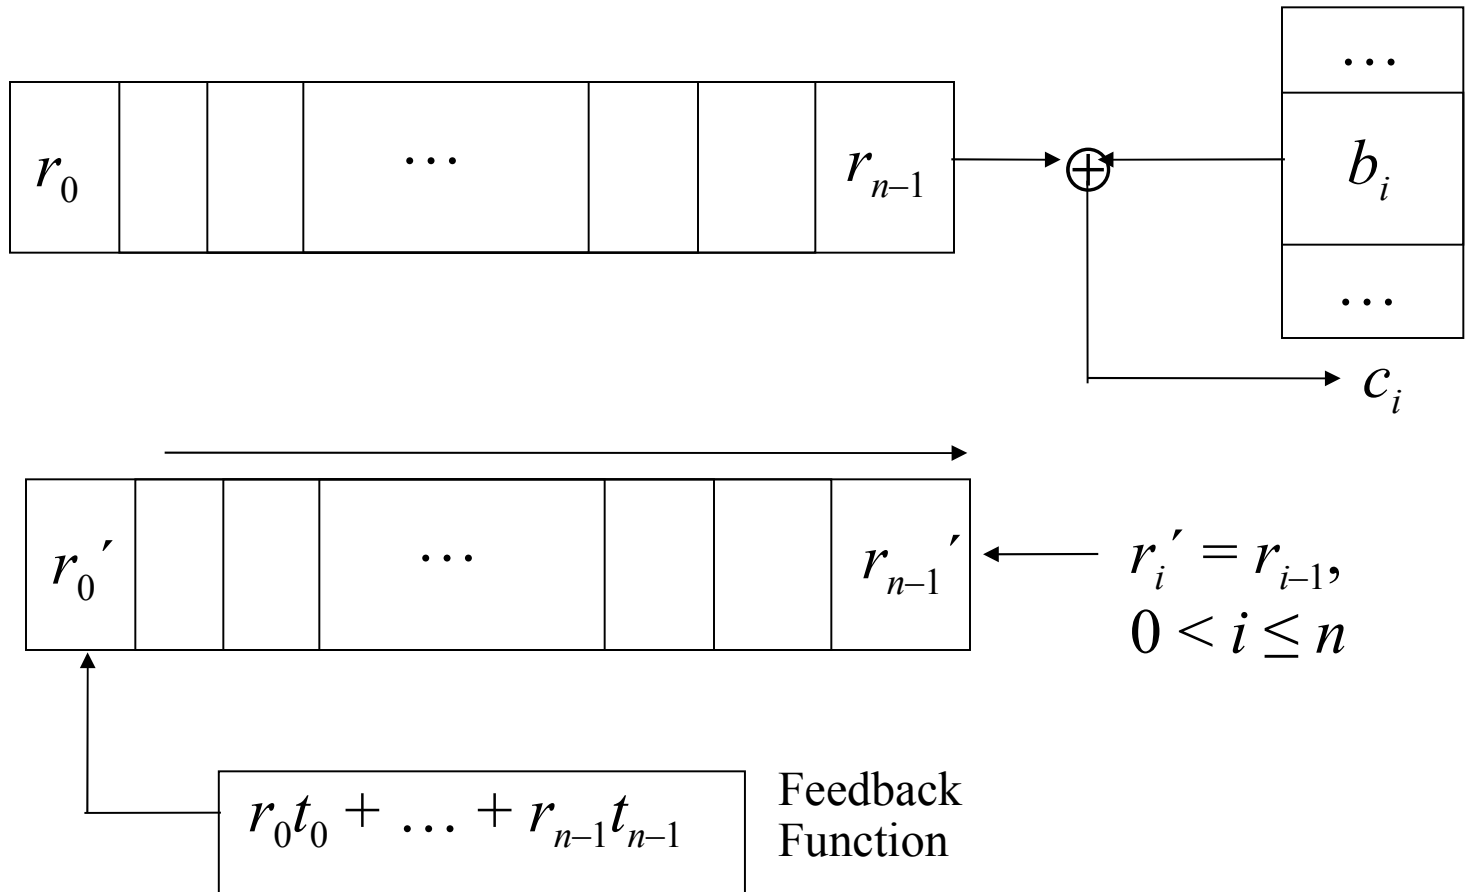 …
r₀ … rₙ₋₁ bᵢ
…
cᵢ
r₀′ … rₙ₋₁′ rᵢ′ = rᵢ₋₁,
0 < i ≤ n
r₀t₀ + … + rₙ₋₁tₙ₋₁ Feedback
Function